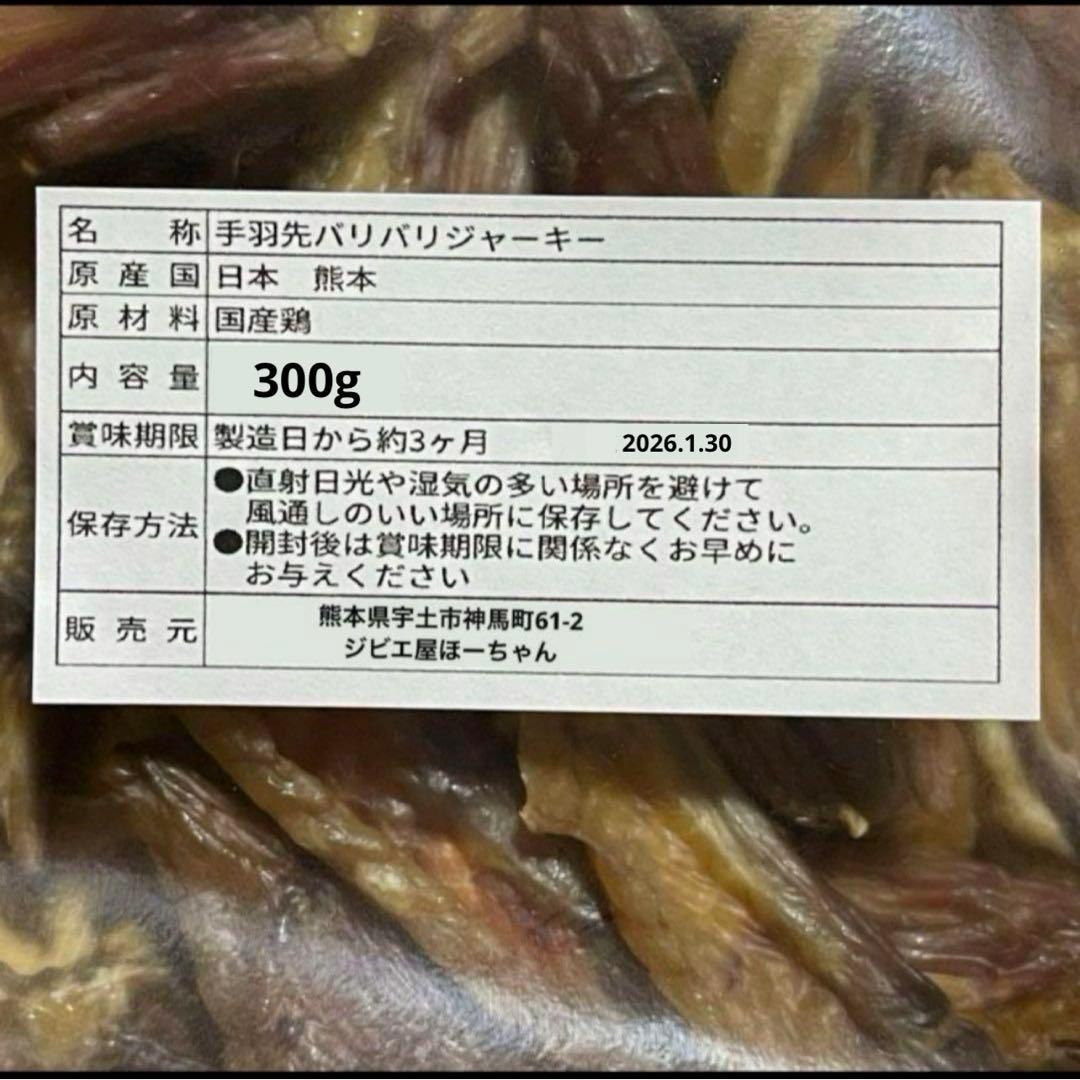 名称 手羽先バリバリジャーキー
原産国 日本 熊本
原材料 国産鶏
内容量 300g
賞味期限 製造日から約3ヶ月 2026.1.30
保存方法 ●直射日光や湿気の多い場所を避けて
風通しのいい場所に保存してください。
●開封後は賞味期限に関係なくお早めに
お与えください
販売元 熊本県宇土市神馬町61-2
ジビエ屋ほーちゃん